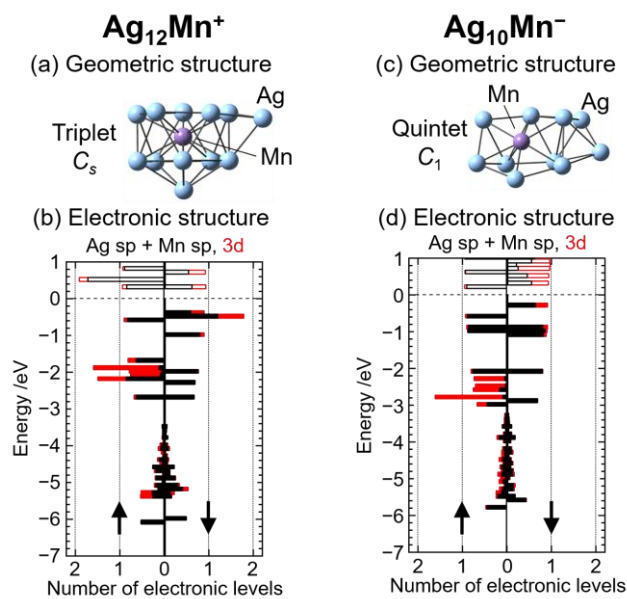 Ag₁₂Mn⁺
(a) Geometric structure
Ag
Triplet
Cₛ
Mn
(b) Electronic structure
Ag sp + Mn sp, 3d
1
0
−1
−2
−3
−4
−5
−6
−7
Energy /eV
2 1 0 1 2
Number of electronic levels
Ag₁₀Mn⁻
(c) Geometric structure
Mn
Ag
Quintet
C₁
(d) Electronic structure
Ag sp + Mn sp, 3d
1
0
−1
−2
−3
−4
−5
−6
−7
Energy /eV
2 1 0 1 2
Number of electronic levels